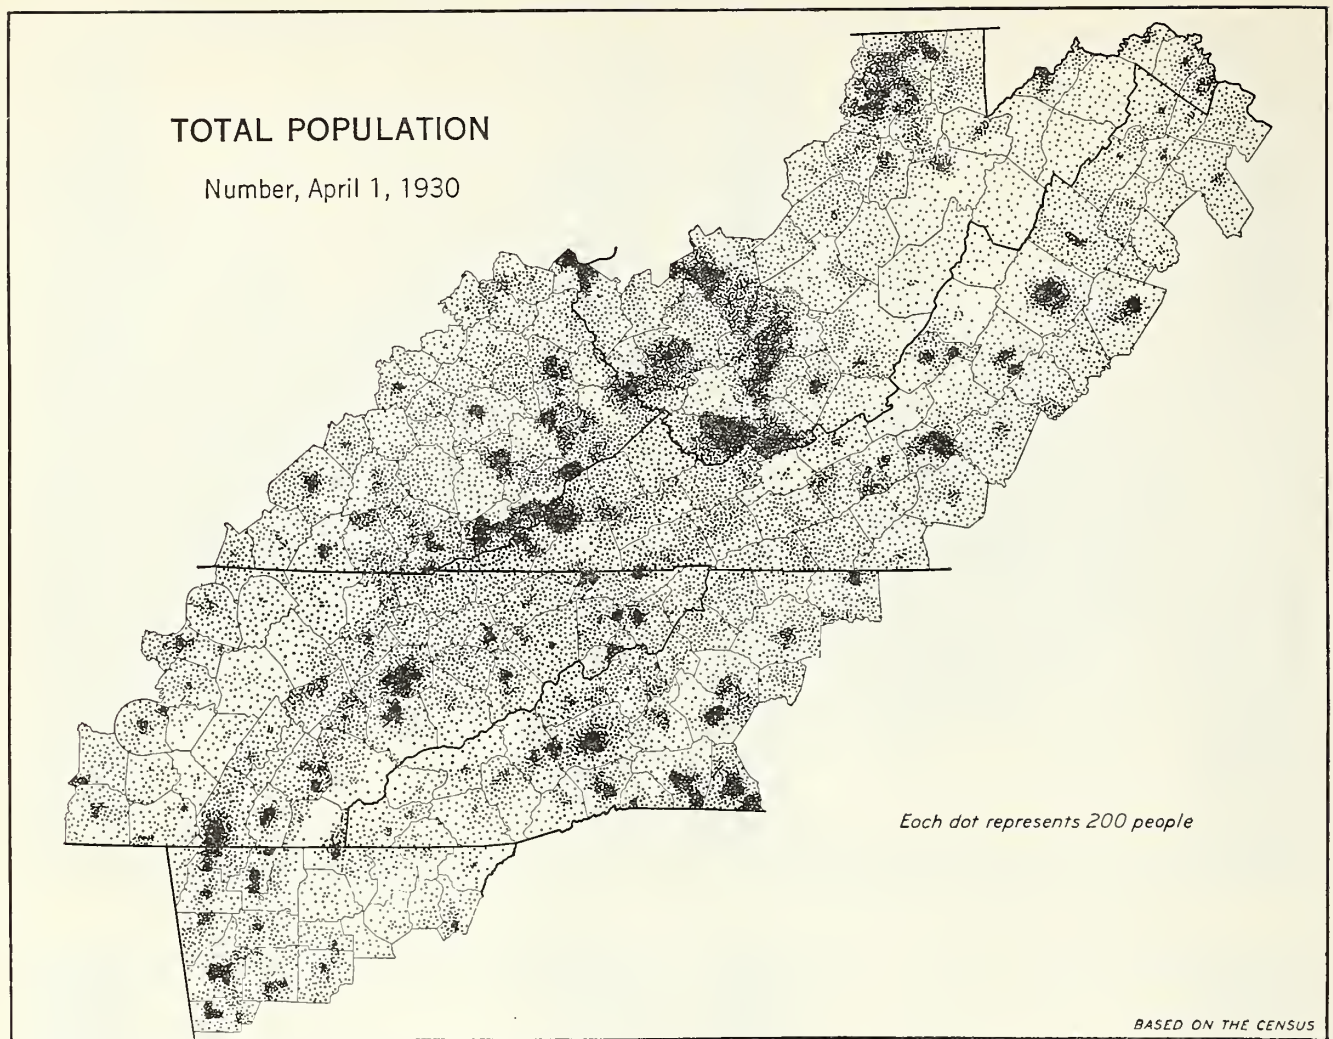 TOTAL POPULATION
Number, April 1, 1930
Eoch dot represents 200 people
BASED ON THE CENSUS